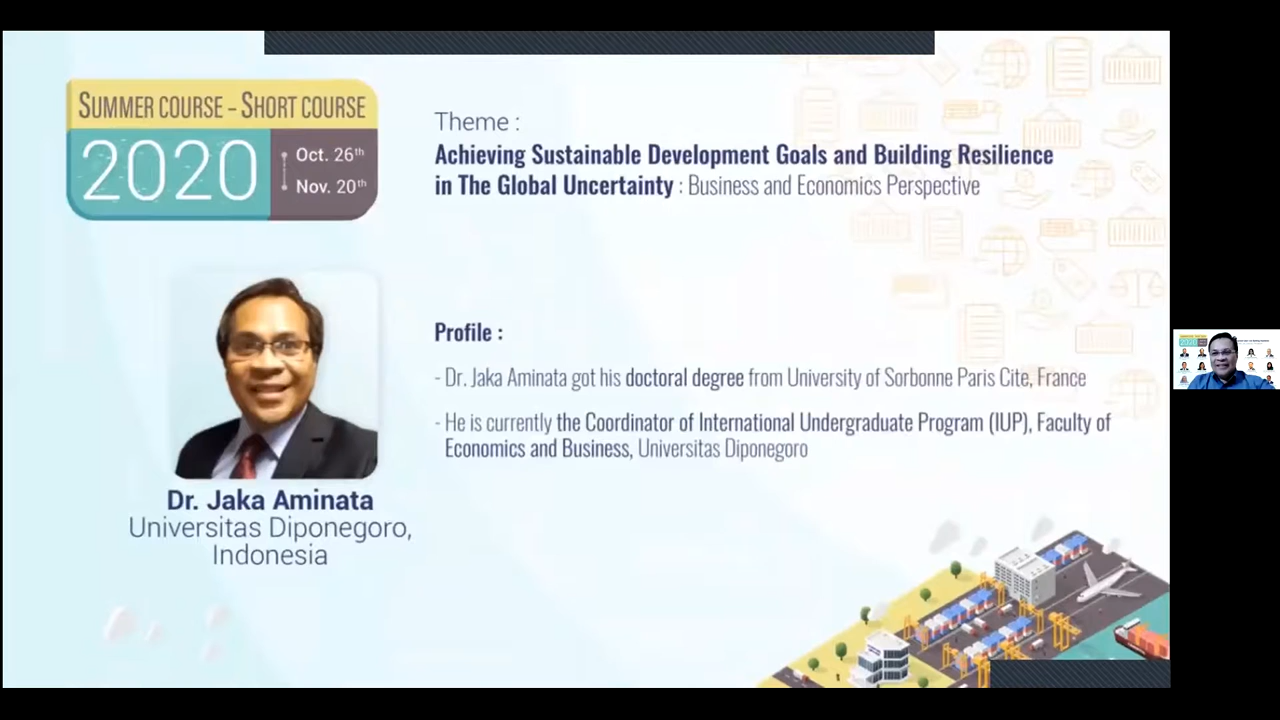 SUMMER COURSE – SHORT COURSE
2020
Oct. 26th
Nov. 20th
Theme :
Achieving Sustainable Development Goals and Building Resilience
in The Global Uncertainty : Business and Economics Perspective
Profile :
- Dr. Jaka Aminata got his doctoral degree from University of Sorbonne Paris Cite, France
- He is currently the Coordinator of International Undergraduate Program (IUP), Faculty of
Economics and Business, Universitas Diponegoro
Dr. Jaka Aminata
Universitas Diponegoro,
Indonesia
2020